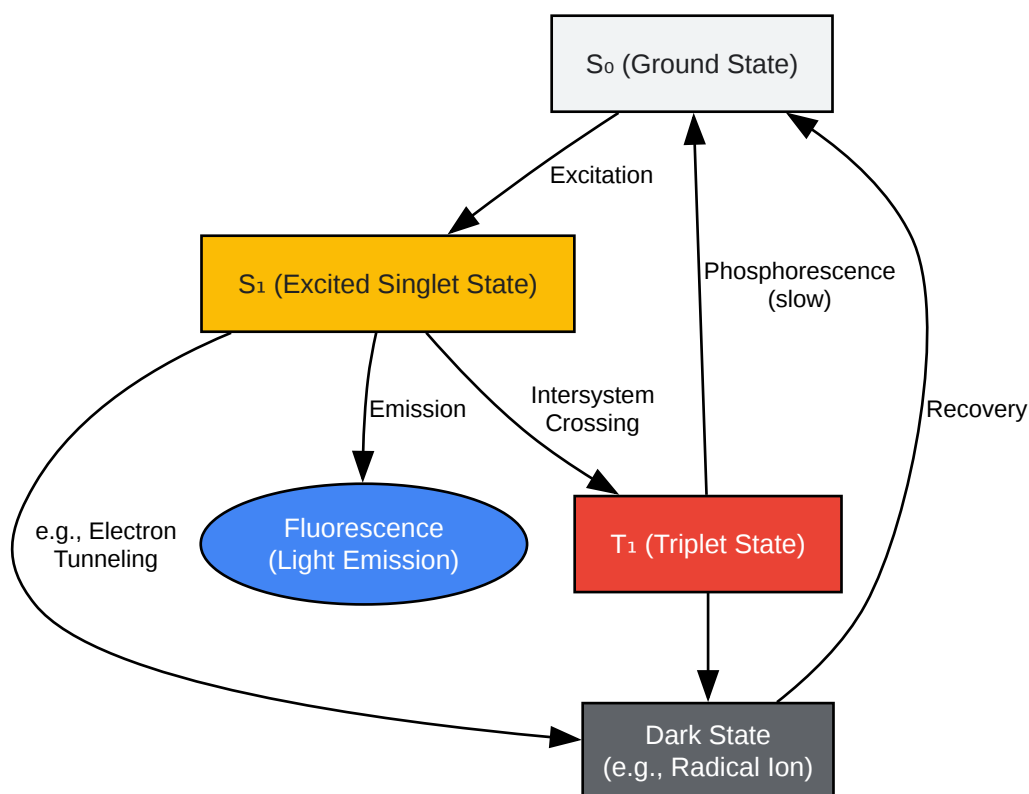 S₀ (Ground State)
Excitation
S₁ (Excited Singlet State)
Phosphorescence
(slow)
Emission
Intersystem
Crossing
Recovery
e.g., Electron
Tunneling
Fluorescence
(Light Emission)
T₁ (Triplet State)
Dark State
(e.g., Radical Ion)